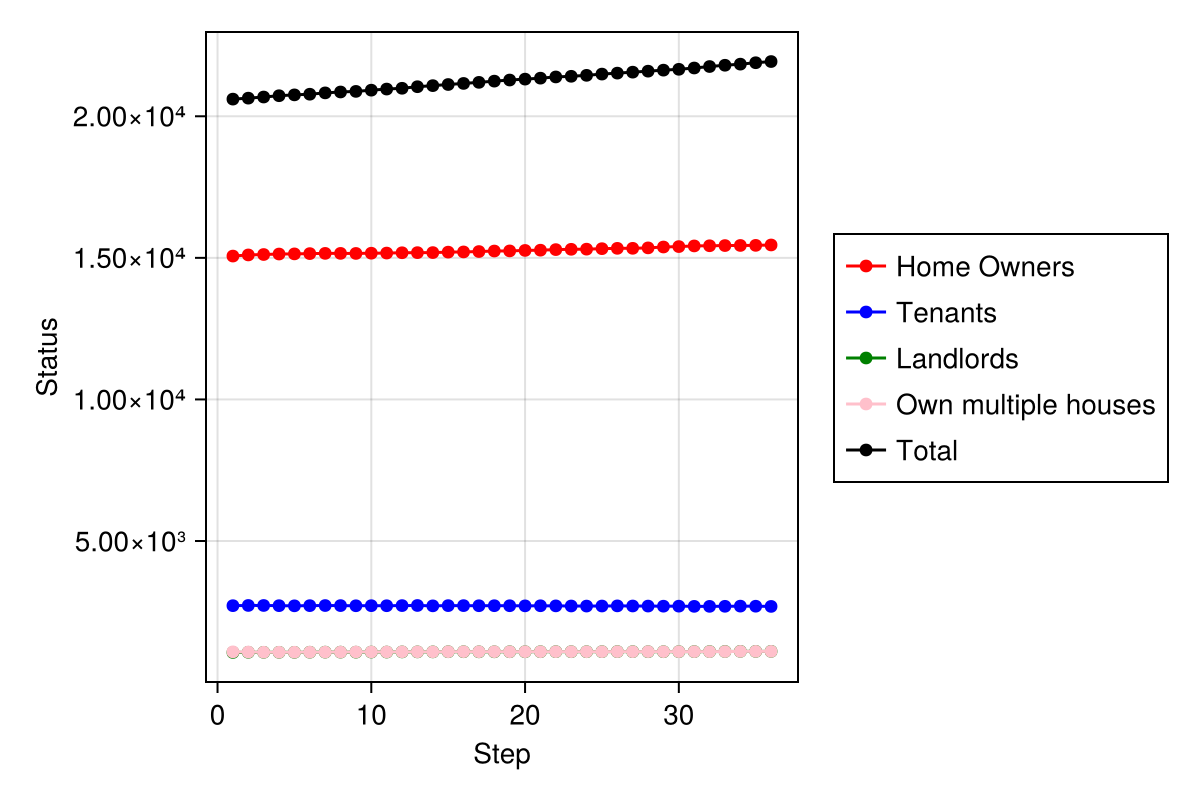 2.00×10⁴
1.50×10⁴
1.00×10⁴
5.00×10³
Status
0
10
20
30
Step
Home Owners
Tenants
Landlords
Own multiple houses
Total